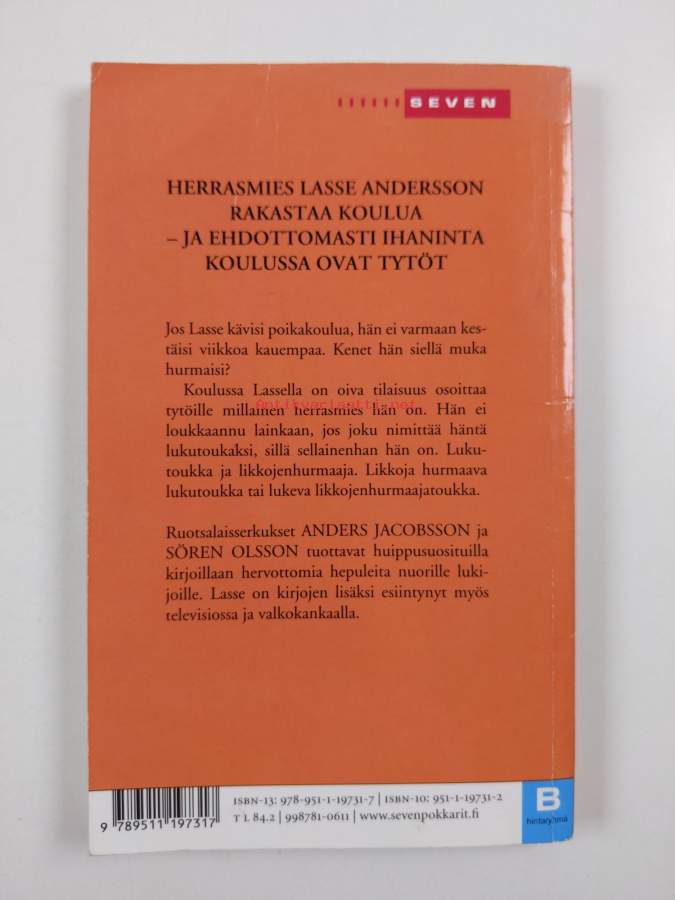 SEVEN
HERRASMIES LASSE ANDERSSON
RAKASTAA KOULUA
– JA EHDOTTOMASTI IHANINTA
KOULUSSA OVAT TYTÖT
Jos Lasse kävisi poikakoulua, hän ei varmaan kes-
täisi viikkoa kauempaa. Kenet hän siellä muka
hurmaisi?
Koulussa Lassella on oiva tilaisuus osoittaa
tytöille millainen herrasmies hän on. Hän ei
Antikvariaatti.net
loukkaannu lainkaan, jos joku nimittää häntä
lukutoukaksi, sillä sellainenhan hän on. Luku-
toukka ja likkojenhurmaaja. Likkoja hurmaava
lukutoukka tai lukeva likkojenhurmaajatoukka.
Ruotsalaisserkukset ANDERS JACOBSSON ja
SÖREN OLSSON tuottavat huippusuosituilla
kirjoillaan hervottomia hepuleita nuorille luki-
joille. Lasse on kirjojen lisäksi esiintynyt myös
televisiossa ja valkokankaalla.
ISBN-13: 978-951-1-19731-7 | ISBN-10: 951-1-19731-2
T L 84.2 | 998781-0611 | www.sevenpokkarit.fi
9 789511 197317
B
hintaryhmä